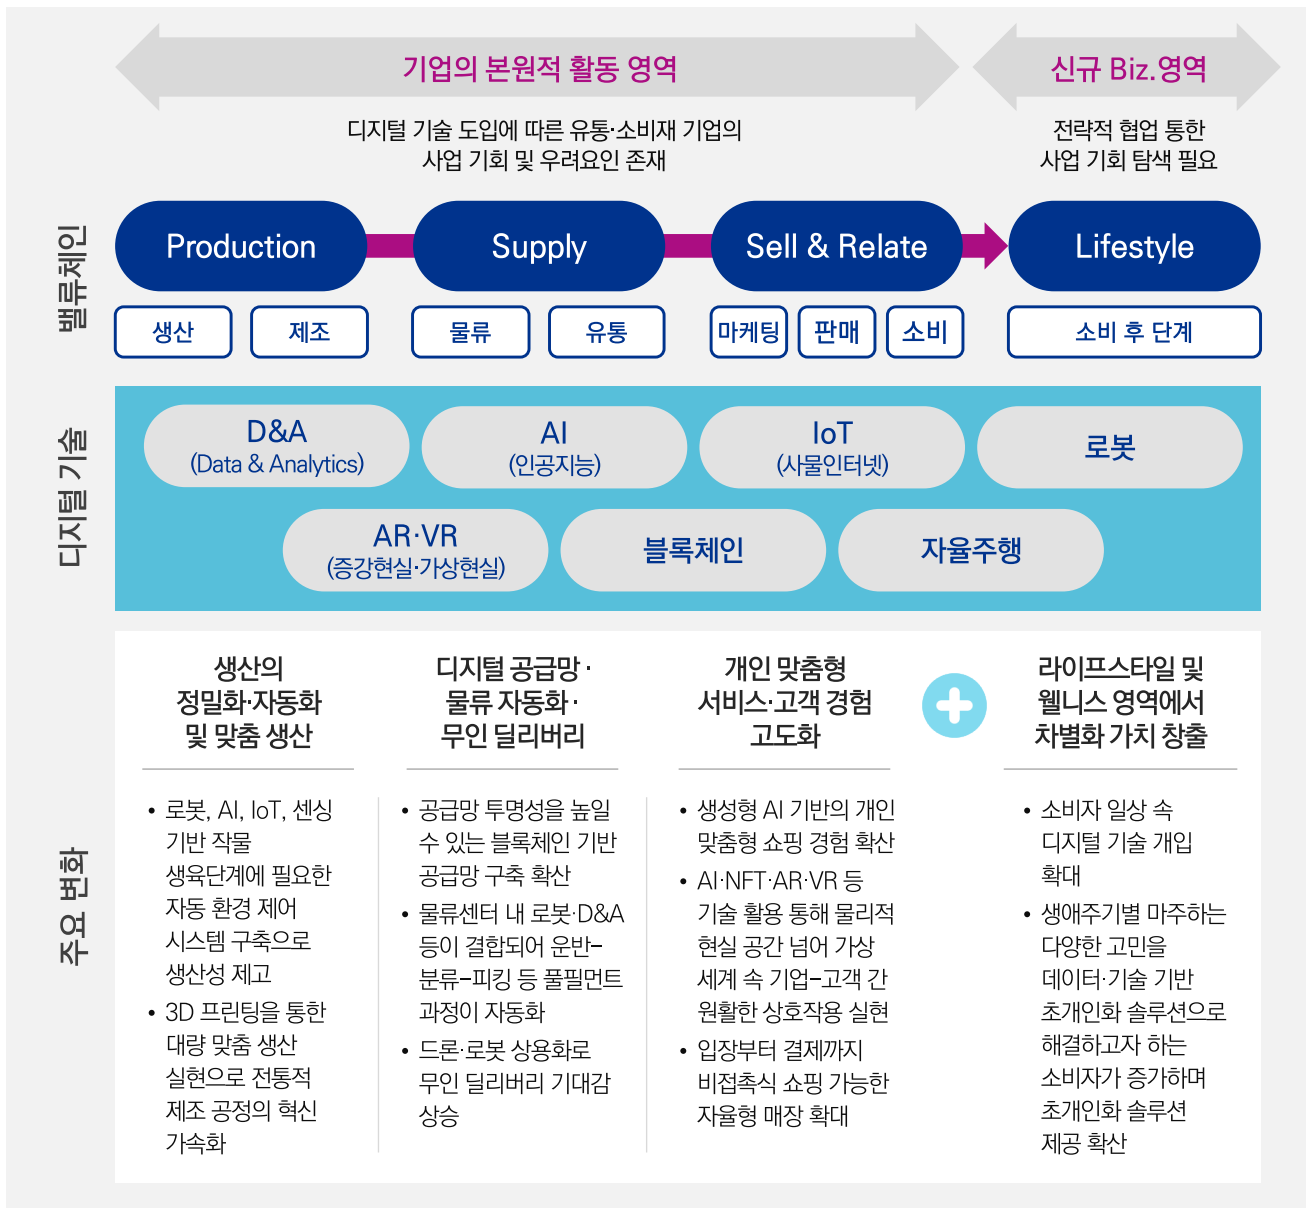 기업의 본원적 활동 영역
신규 Biz.영역
디지털 기술 도입에 따른 유통·소비재 기업의
사업 기회 및 우려요인 존재
전략적 협업 통한
사업 기회 탐색 필요
밸류체인
Production
Supply
Sell & Relate
Lifestyle
생산
제조
물류
유통
마케팅
판매
소비
소비 후 단계
디지털 기술
D&A
(Data & Analytics)
AI
(인공지능)
IoT
(사물인터넷)
로봇
AR·VR
(증강현실·가상현실)
블록체인
자율주행
주요 변화
생산의
정밀화·자동화
및 맞춤 생산
• 로봇, AI, IoT, 센싱
기반 작물
생육단계에 필요한
자동 환경 제어
시스템 구축으로
생산성 제고
• 3D 프린팅을 통한
대량 맞춤 생산
실현으로 전통적
제조 공정의 혁신
가속화
디지털 공급망·
물류 자동화·
무인 딜리버리
• 공급망 투명성을 높일
수 있는 블록체인 기반
공급망 구축 확산
• 물류센터 내 로봇·D&A
등이 결합되어 운반-
분류-피킹 등 풀필먼트
과정이 자동화
• 드론·로봇 상용화로
무인 딜리버리 기대감
상승
개인 맞춤형
서비스·고객 경험
고도화
• 생성형 AI 기반의 개인
맞춤형 쇼핑 경험 확산
• AI·NFT·AR·VR 등
기술 활용 통해 물리적
현실 공간 넘어 가상
세계 속 기업-고객 간
원활한 상호작용 실현
• 입장부터 결제까지
비접촉식 쇼핑 가능한
자율형 매장 확대
라이프스타일 및
웰니스 영역에서
차별화 가치 창출
• 소비자 일상 속
디지털 기술 개입
확대
• 생애주기별 마주하는
다양한 고민을
데이터·기술 기반
초개인화 솔루션으로
해결하고자 하는
소비자가 증가하며
초개인화 솔루션
제공 확산